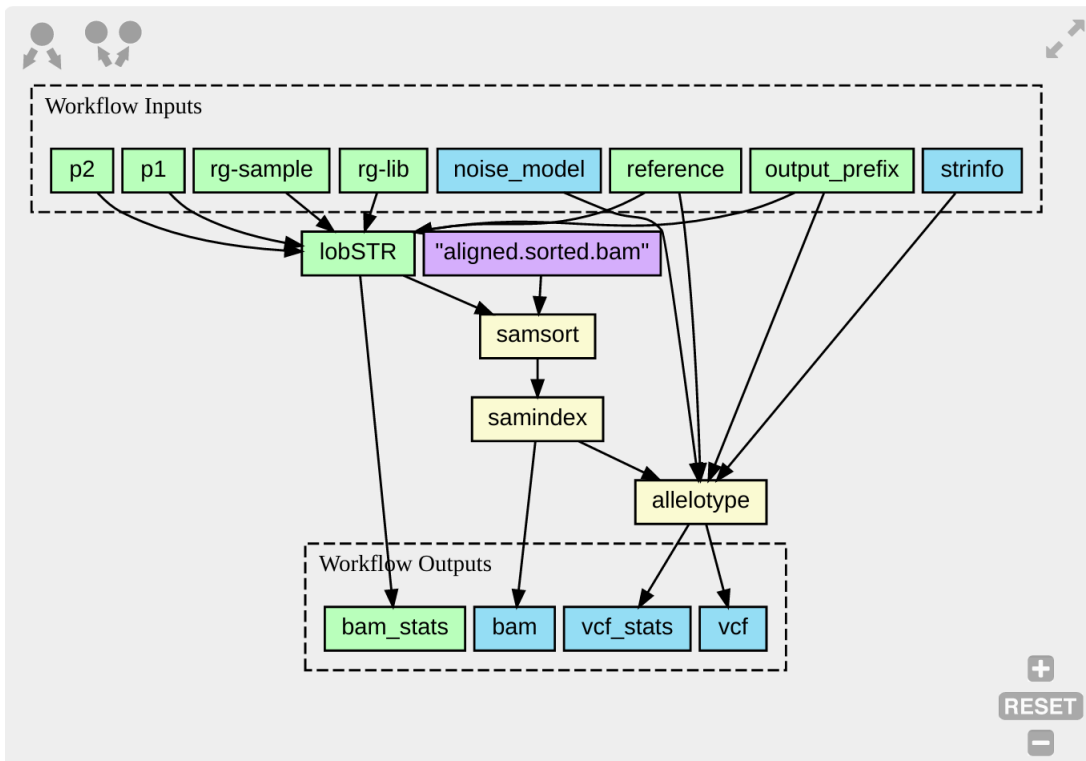 Workflow Inputs
p2 p1 rg-sample rg-lib noise_model reference output_prefix strinfo
lobSTR "aligned.sorted.bam"
samsort
samindex
allelotype
Workflow Outputs
bam_stats bam vcf_stats vcf
RESET